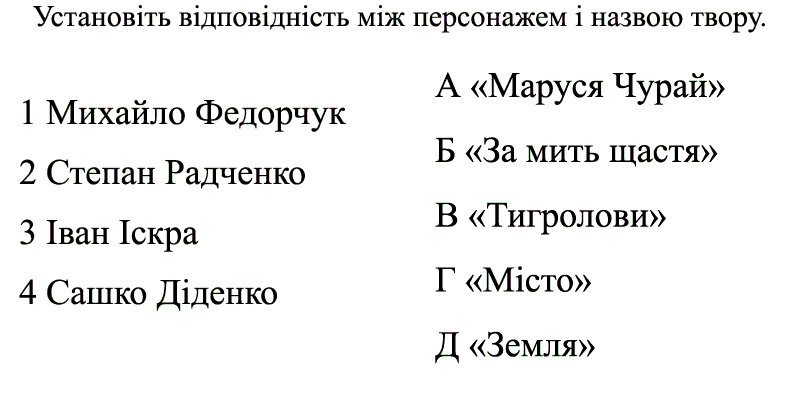 Установіть відповідність між персонажем і назвою твору.
1 Михайло Федорчук
2 Степан Радченко
3 Іван Іскра
4 Сашко Діденко
А «Маруся Чурай»
Б «За мить щастя»
В «Тигролови»
Г «Місто»
Д «Земля»